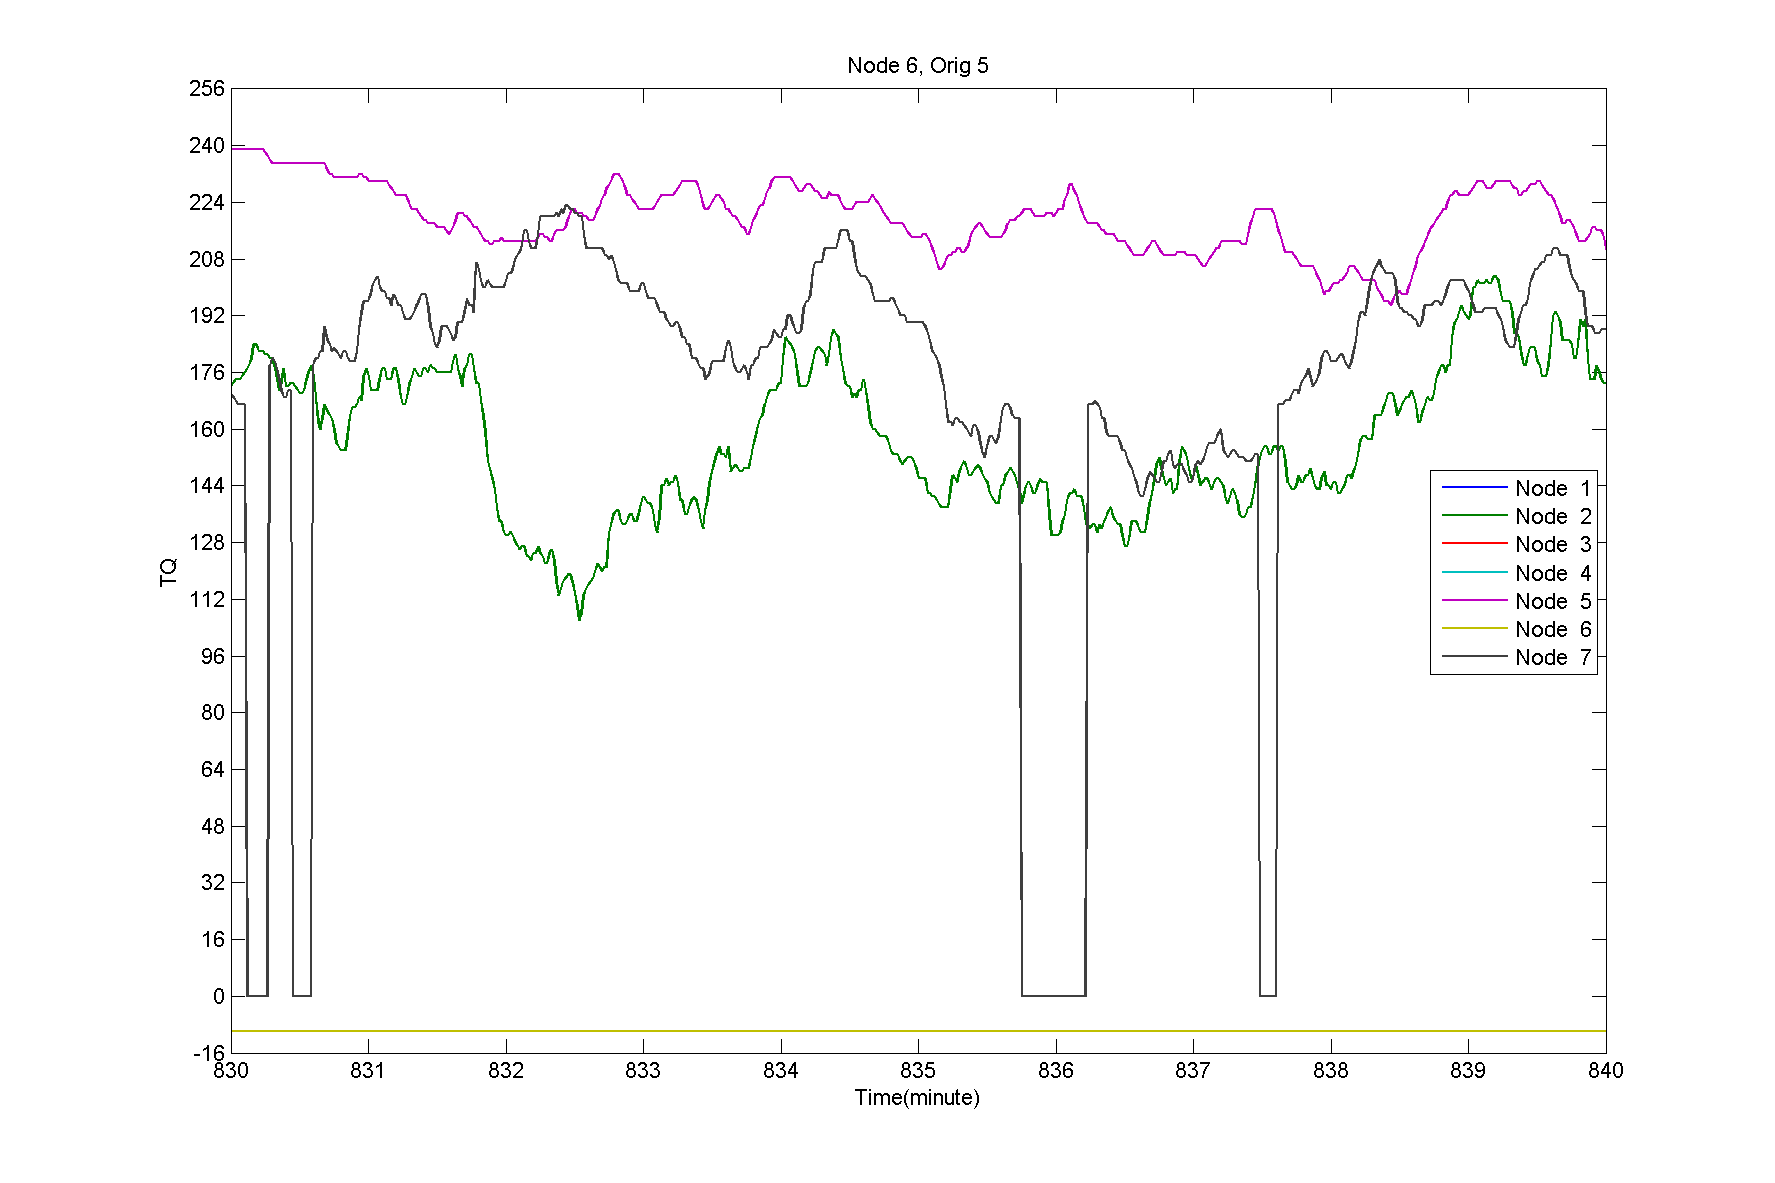 Node 6, Orig 5
256
240
224
208
192
176
160
144
128
112
96
80
64
48
32
16
0
-16
TQ
830 831 832 833 834 835 836 837 838 839 840
Time(minute)
Node 1
Node 2
Node 3
Node 4
Node 5
Node 6
Node 7